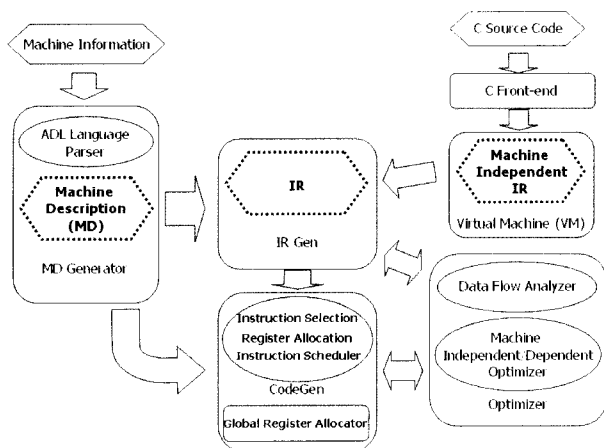 Machine Information
ADL Language
Parser
Machine
Description
(MD)
MD Generator
C Source Code
C Front-end
Machine
Independent
IR
Virtual Machine (VM)
IR
IR Gen
Instruction Selection
Register Allocation
Instruction Scheduler
CodeGen
Global Register Allocator
Data Flow Analyzer
Machine
Independent/Dependent
Optimizer
Optimizer